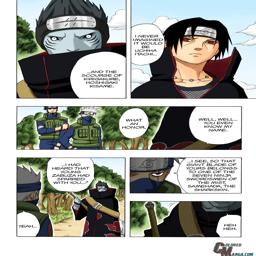 I NEVER
IMAGINED IT
WOULD BE
UCHIHA
ITACHI...
...AND
THE SCOURGE
OF
KIRIGAKURE,
HOSHIGAKI
KISAME.
WELL, WELL...
YOU EVEN
KNOW MY
NAME.
WHAT
AN
HONOR.
...I HAD
HEARD THAT
YOUNG
ZABUZA HAD
SPARRED WITH
YOU...
YEAH...
...I SEE, SO THAT
GIANT BLADE OF
YOURS BELONGS
TO ONE OF THE
SEVEN NINJA
SWORDSMEN OF
THE MIST,
SAMEHADA, THE
SHARKSKIN.
HEH
HEH.
COLORED
MANGA.COM